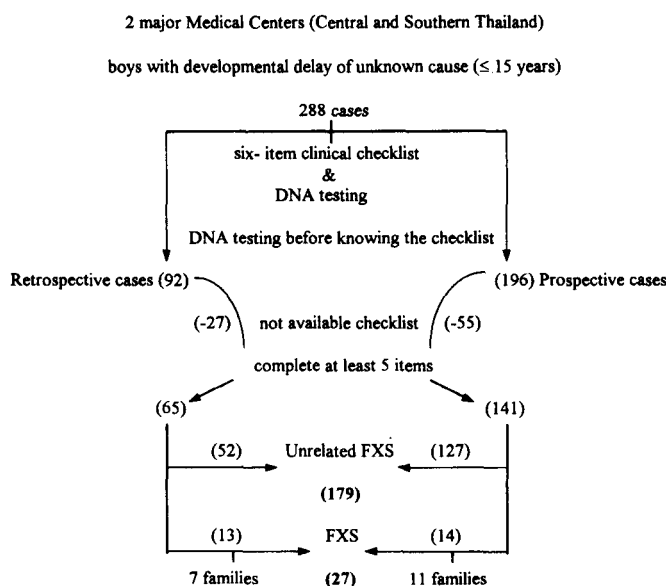 2 major Medical Centers (Central and Southern Thailand)
boys with developmental delay of unknown cause (≤ 15 years)
288 cases
six- item clinical checklist
&
DNA testing
DNA testing before knowing the checklist
Retrospective cases (92)
(196) Prospective cases
(-27)
not available checklist
(-55)
complete at least 5 items
(65)
(141)
(52)
Unrelated FXS
(127)
(179)
(13)
FXS
(14)
7 families
(27)
11 families